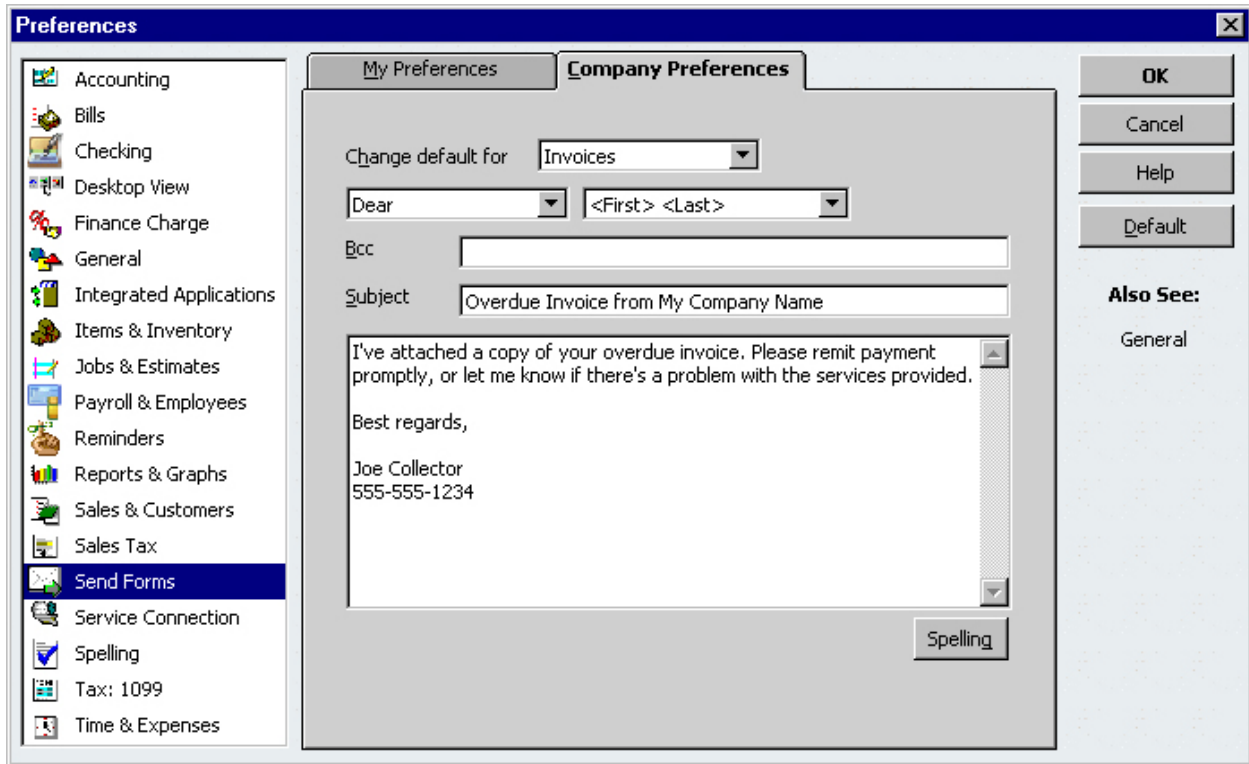 Preferences
Accounting
Bills
Checking
Desktop View
Finance Charge
General
Integrated Applications
Items & Inventory
Jobs & Estimates
Payroll & Employees
Reminders
Reports & Graphs
Sales & Customers
Sales Tax
Send Forms
Service Connection
Spelling
Tax: 1099
Time & Expenses
My Preferences
Company Preferences
Change default for Invoices
Dear <First> <Last>
Bcc
Subject Overdue Invoice from My Company Name
I've attached a copy of your overdue invoice. Please remit payment
promptly, or let me know if there's a problem with the services provided.
Best regards,
Joe Collector
555-555-1234
Spelling
OK
Cancel
Help
Default
Also See:
General